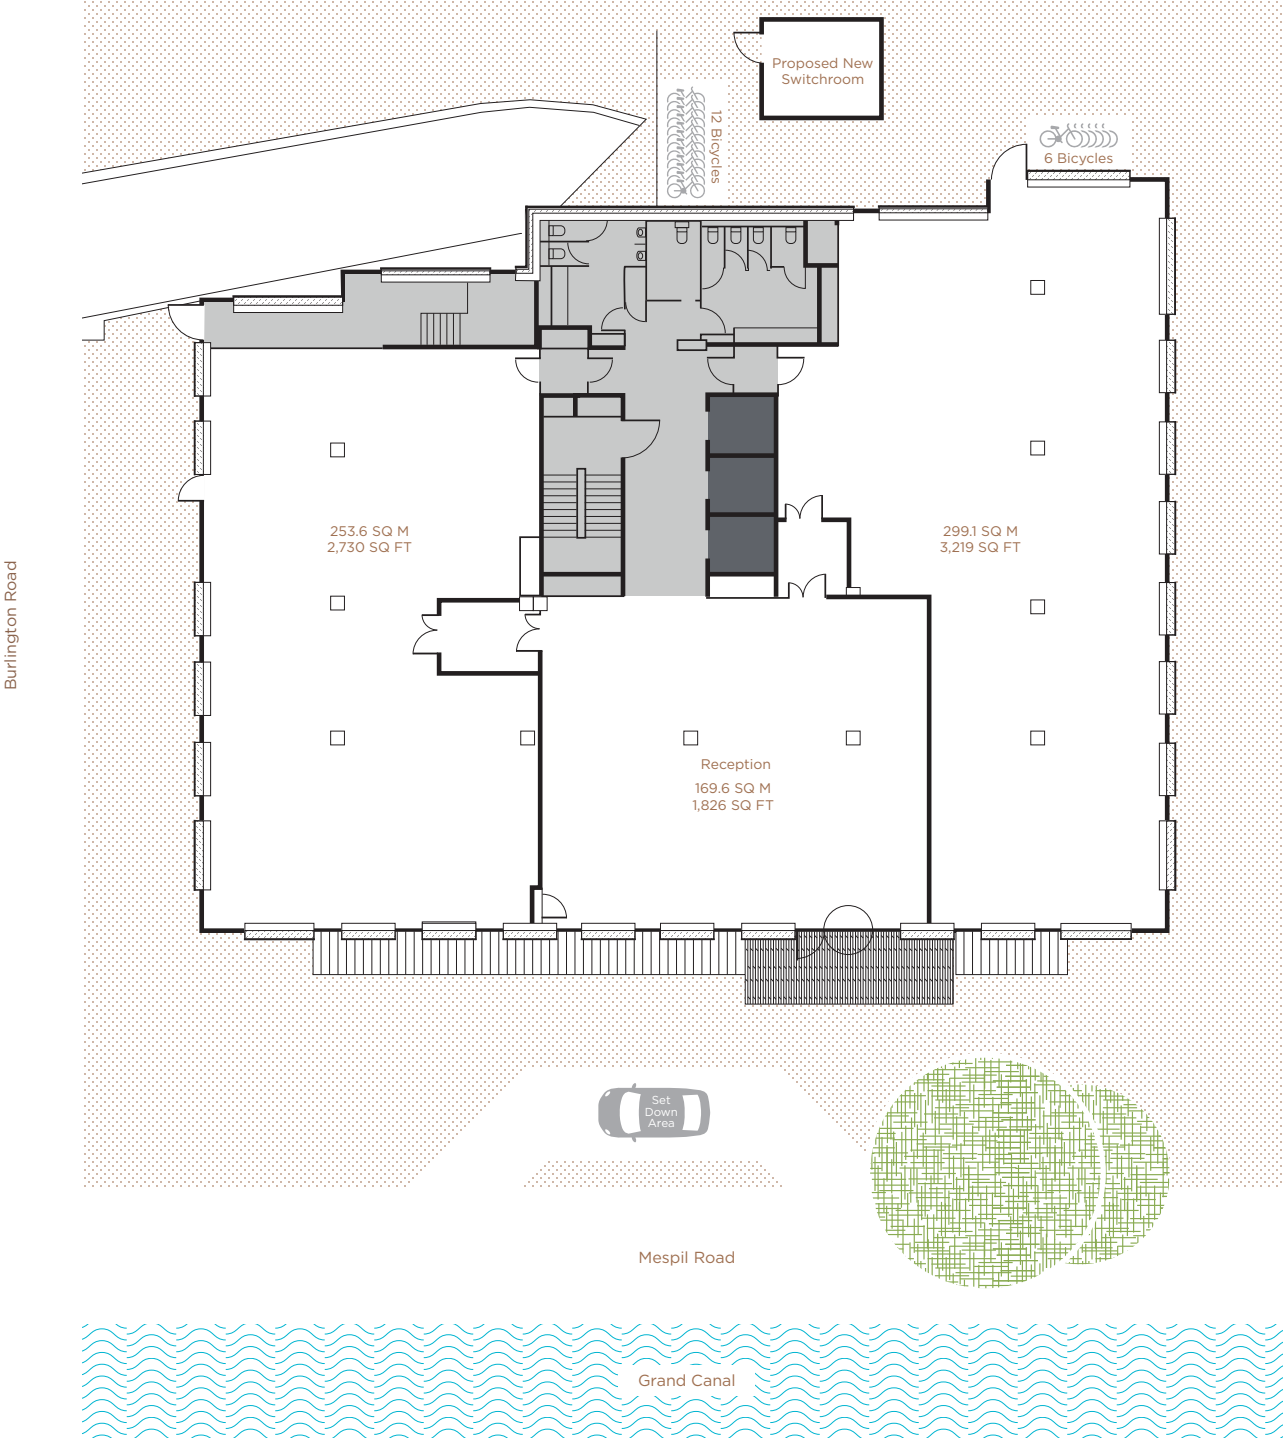 Proposed New
Switchroom
12 Bicycles
6 Bicycles
253.6 SQ M
2,730 SQ FT
299.1 SQ M
3,219 SQ FT
Burlington Road
Reception
169.6 SQ M
1,826 SQ FT
Set
Down
Area
Mespil Road
Grand Canal